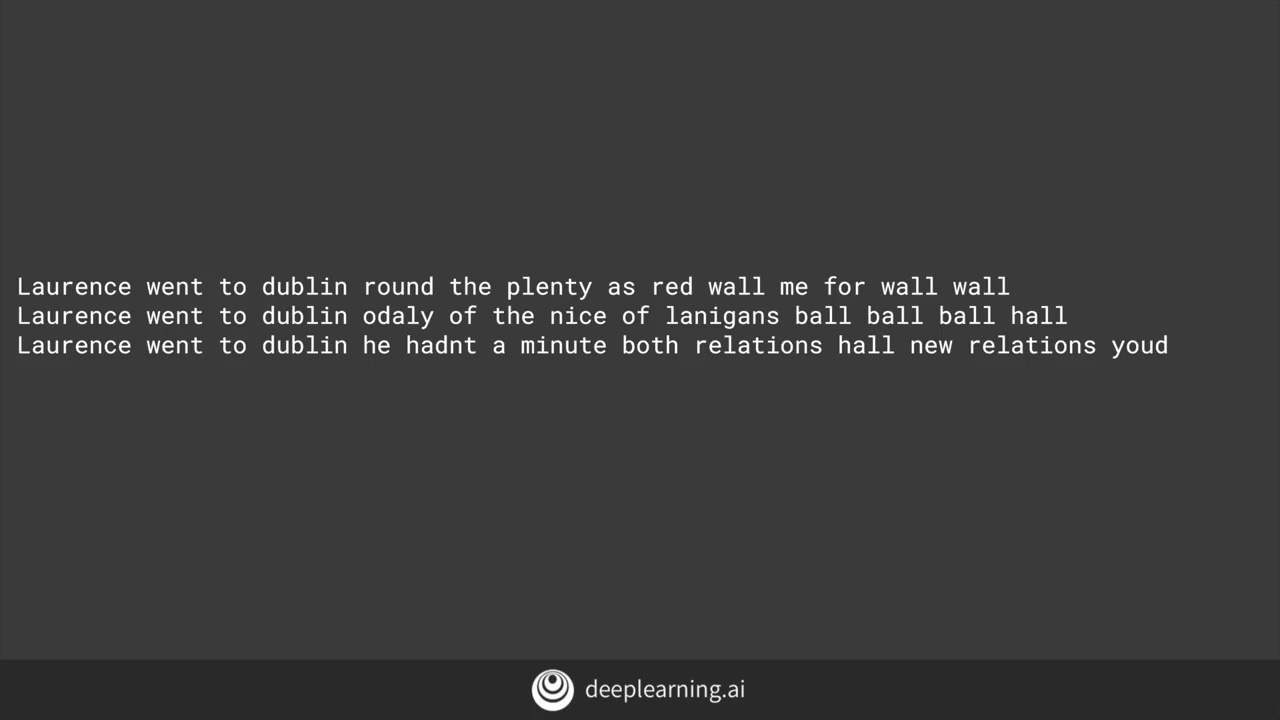 Laurence went to dublin round the plenty as red wall me for wall wall
Laurence went to dublin odaly of the nice of lanigans ball ball ball hall
Laurence went to dublin he hadnt a minute both relations hall new relations youd
deeplearning.ai